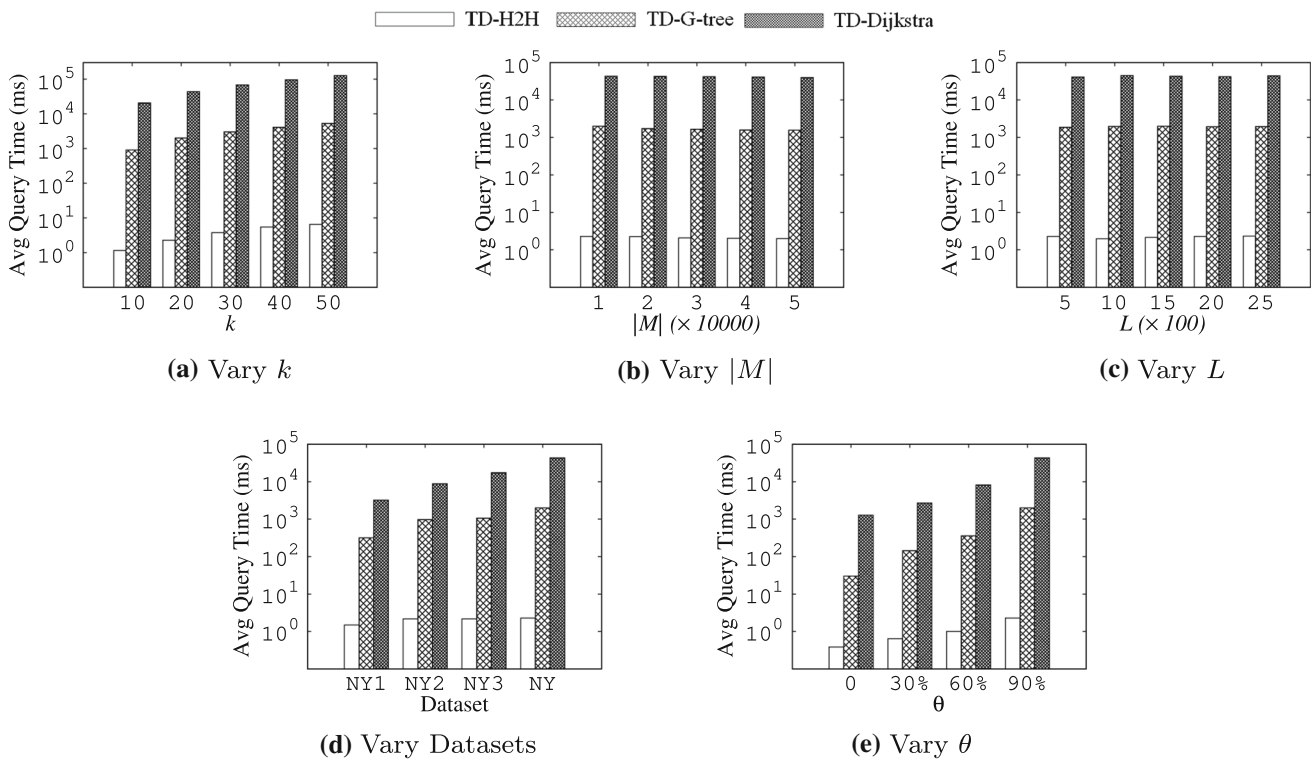 TD-H2H TD-G-tree TD-Dijkstra
Avg Query Time (ms)
10^5
10^4
10^3
10^2
10^1
10^0
10 20 30 40 50
k
(a) Vary k
Avg Query Time (ms)
10^5
10^4
10^3
10^2
10^1
10^0
1 2 3 4 5
|M| (× 10000)
(b) Vary |M|
Avg Query Time (ms)
10^5
10^4
10^3
10^2
10^1
10^0
5 10 15 20 25
L (× 100)
(c) Vary L
Avg Query Time (ms)
10^5
10^4
10^3
10^2
10^1
10^0
NY1 NY2 NY3 NY
Dataset
(d) Vary Datasets
Avg Query Time (ms)
10^5
10^4
10^3
10^2
10^1
10^0
0 30% 60% 90%
θ
(e) Vary θ